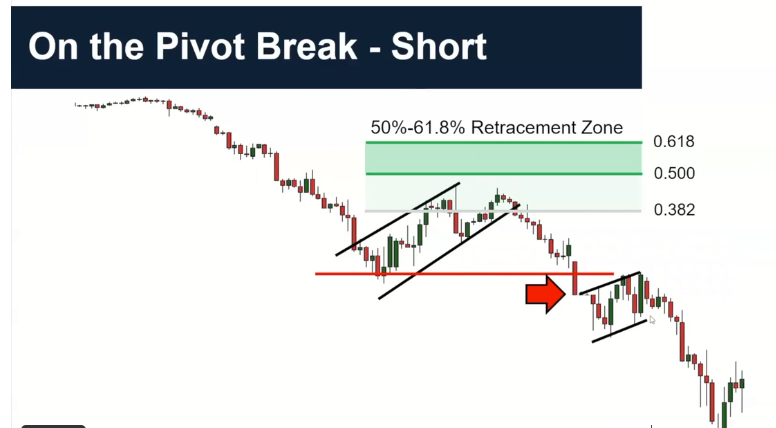 On the Pivot Break - Short
50%-61.8% Retracement Zone
0.618
0.500
0.382